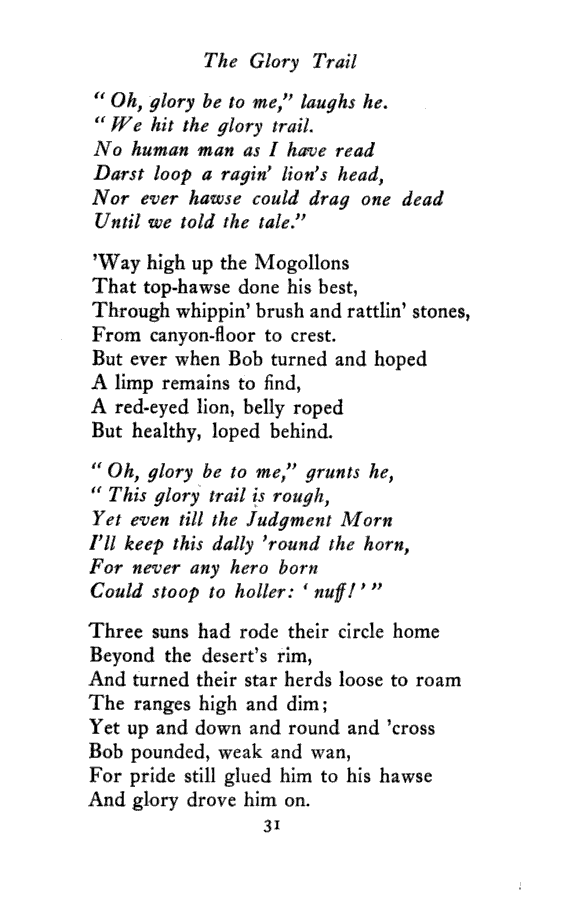 The Glory Trail
“ Oh, glory be to me,” laughs he.
“ We hit the glory trail.
No human man as I have read
Darst loop a ragin’ lion’s head,
Nor ever hawse could drag one dead
Until we told the tale.”
’Way high up the Mogollons
That top-hawse done his best,
Through whippin’ brush and rattlin’ stones,
From canyon-floor to crest.
But ever when Bob turned and hoped
A limp remains to find,
A red-eyed lion, belly roped
But healthy, loped behind.
“ Oh, glory be to me,” grunts he,
“ This glory trail is rough,
Yet even till the Judgment Morn
I’ll keep this dally ’round the horn,
For never any hero born
Could stoop to holler: ‘ nuff! ’ ”
Three suns had rode their circle home
Beyond the desert’s rim,
And turned their star herds loose to roam
The ranges high and dim;
Yet up and down and round and ’cross
Bob pounded, weak and wan,
For pride still glued him to his hawse
And glory drove him on.
31